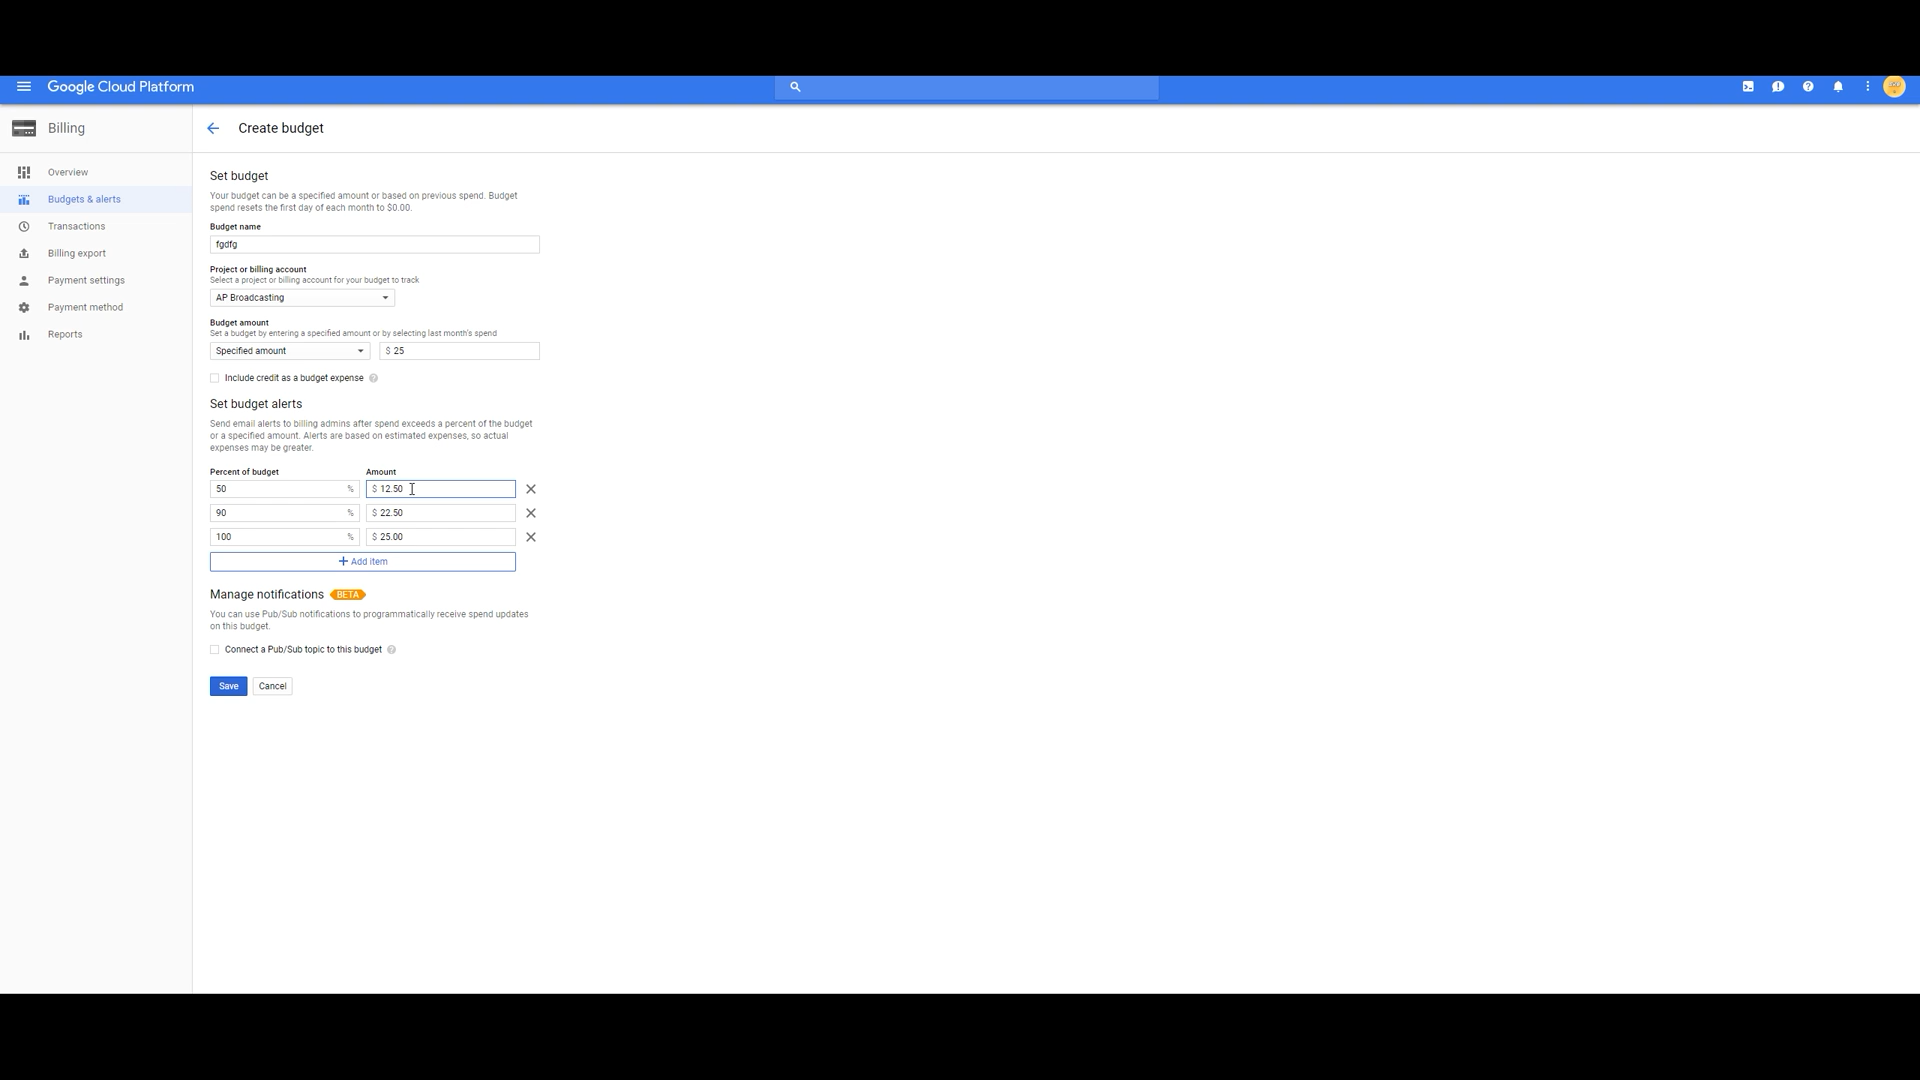 Google Cloud Platform
Billing
Overview
Budgets & alerts
Transactions
Billing export
Payment settings
Payment method
Reports
Create budget
Set budget
Your budget can be a specified amount or based on previous spend. Budget
spend resets the first day of each month to $0.00.
Budget name
fgdfg
Project or billing account
Select a project or billing account for your budget to track
AP Broadcasting
Budget amount
Set a budget by entering a specified amount or by selecting last month's spend
Specified amount $ 25
Include credit as a budget expense ?
Set budget alerts
Send email alerts to billing admins after spend exceeds a percent of the budget
or a specified amount. Alerts are based on estimated expenses, so actual
expenses may be greater.
Percent of budget Amount
50 % $ 12.50
90 % $ 22.50
100 % $ 25.00
+ Add item
Manage notifications BETA
You can use Pub/Sub notifications to programmatically receive spend updates
on this budget.
Connect a Pub/Sub topic to this budget ?
Save Cancel